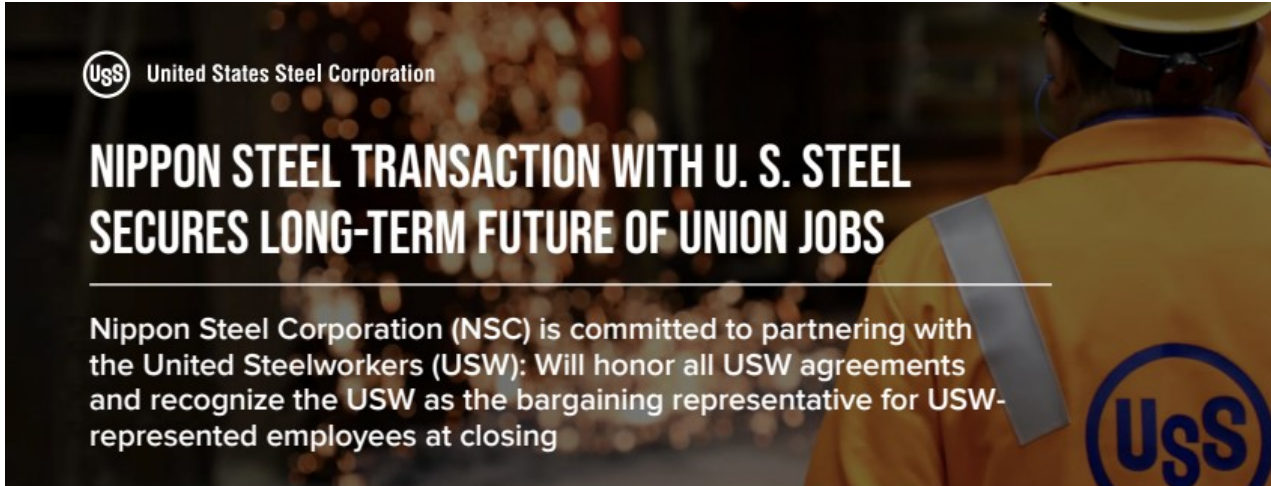 USS United States Steel Corporation
NIPPON STEEL TRANSACTION WITH U. S. STEEL
SECURES LONG-TERM FUTURE OF UNION JOBS
Nippon Steel Corporation (NSC) is committed to partnering with
the United Steelworkers (USW): Will honor all USW agreements
and recognize the USW as the bargaining representative for USW-
represented employees at closing
USS